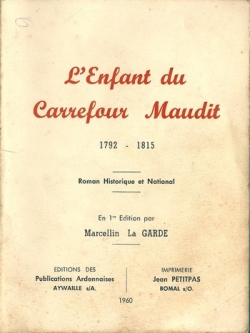 L'Enfant du
Carrefour Maudit
1792 - 1815
Roman Historique et National
En 1re Edition par
Marcellin La GARDE
EDITIONS DES
Publications Ardonnaises
AYWAILLE s/A.
IMPRIMERIE
Jean PETITPAS
BOMAL s/O.
1960